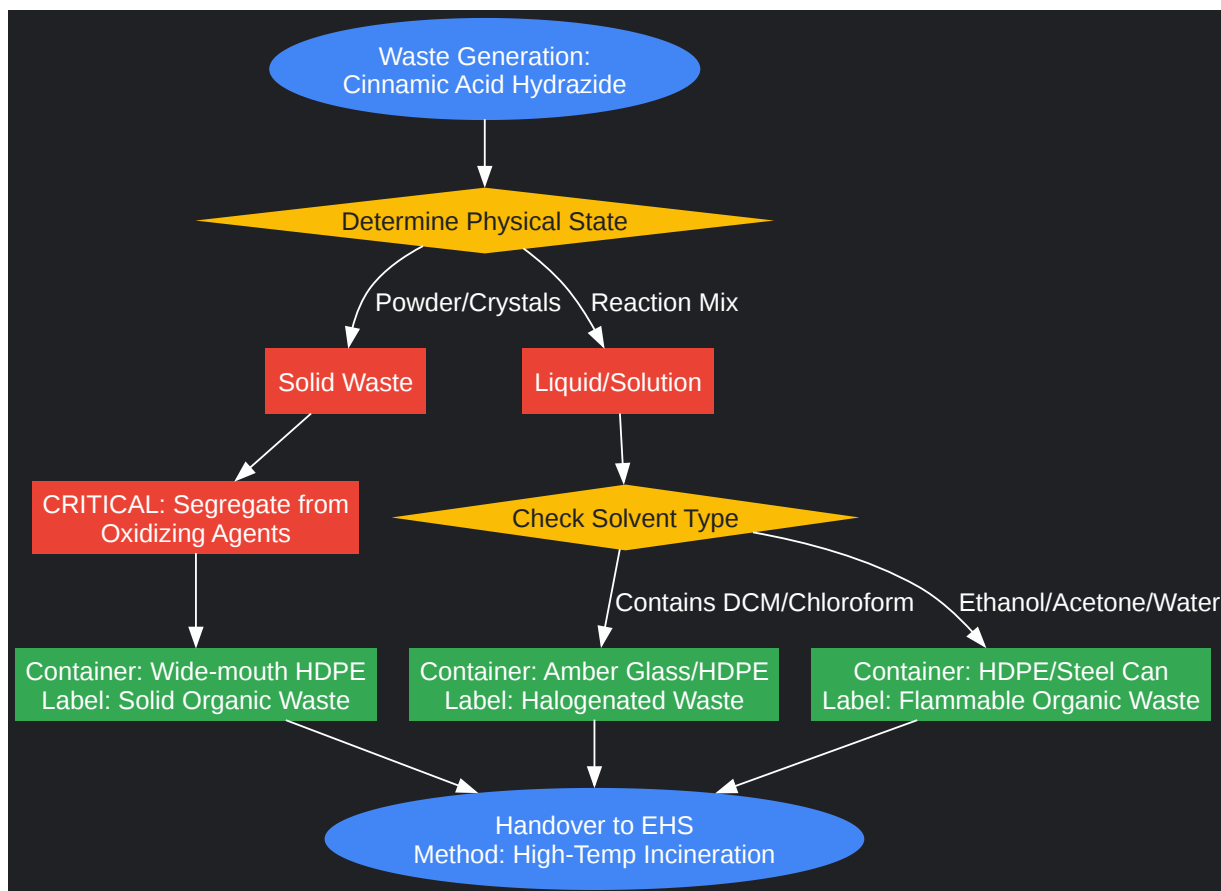 Waste Generation:
Cinnamic Acid Hydrazide
Determine Physical State
Powder/Crystals
Reaction Mix
Solid Waste
Liquid/Solution
CRITICAL: Segregate from
Oxidizing Agents
Check Solvent Type
Contains DCM/Chloroform
Ethanol/Acetone/Water
Container: Wide-mouth HDPE
Label: Solid Organic Waste
Container: Amber Glass/HDPE
Label: Halogenated Waste
Container: HDPE/Steel Can
Label: Flammable Organic Waste
Handover to EHS
Method: High-Temp Incineration